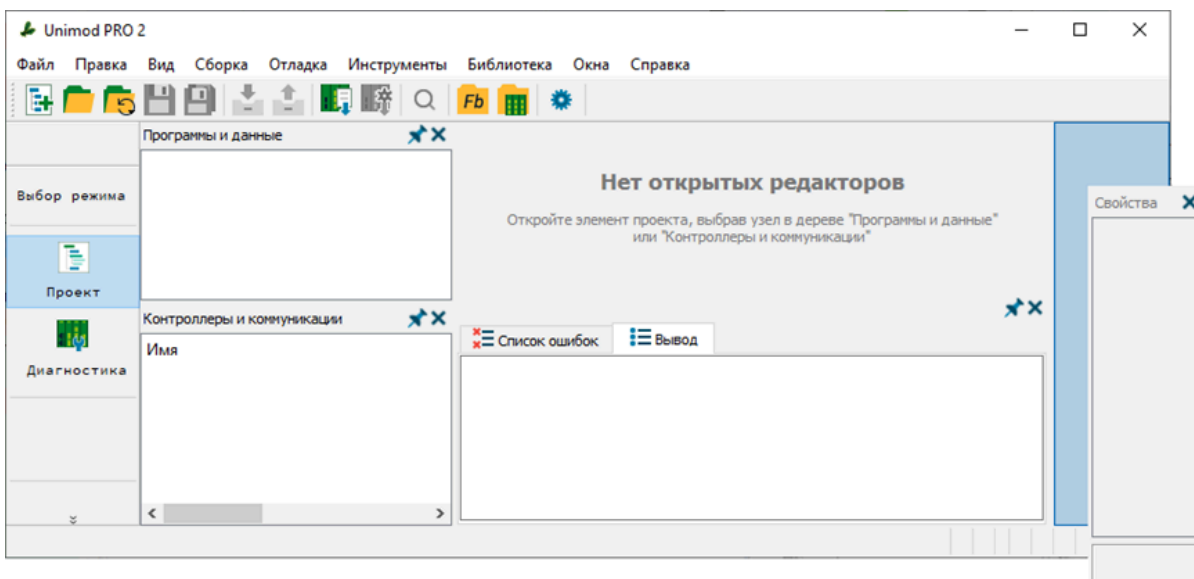 Unimod PRO 2
Файл Правка Вид Сборка Отладка Инструменты Библиотека Окна Справка
Fb
Программы и данные
Выбор режима
Нет открытых редакторов
Откройте элемент проекта, выбрав узел в дереве "Программы и данные"
или "Контроллеры и коммуникации"
Свойства
Проект
Контроллеры и коммуникации
Имя
Список ошибок Вывод
Диагностика